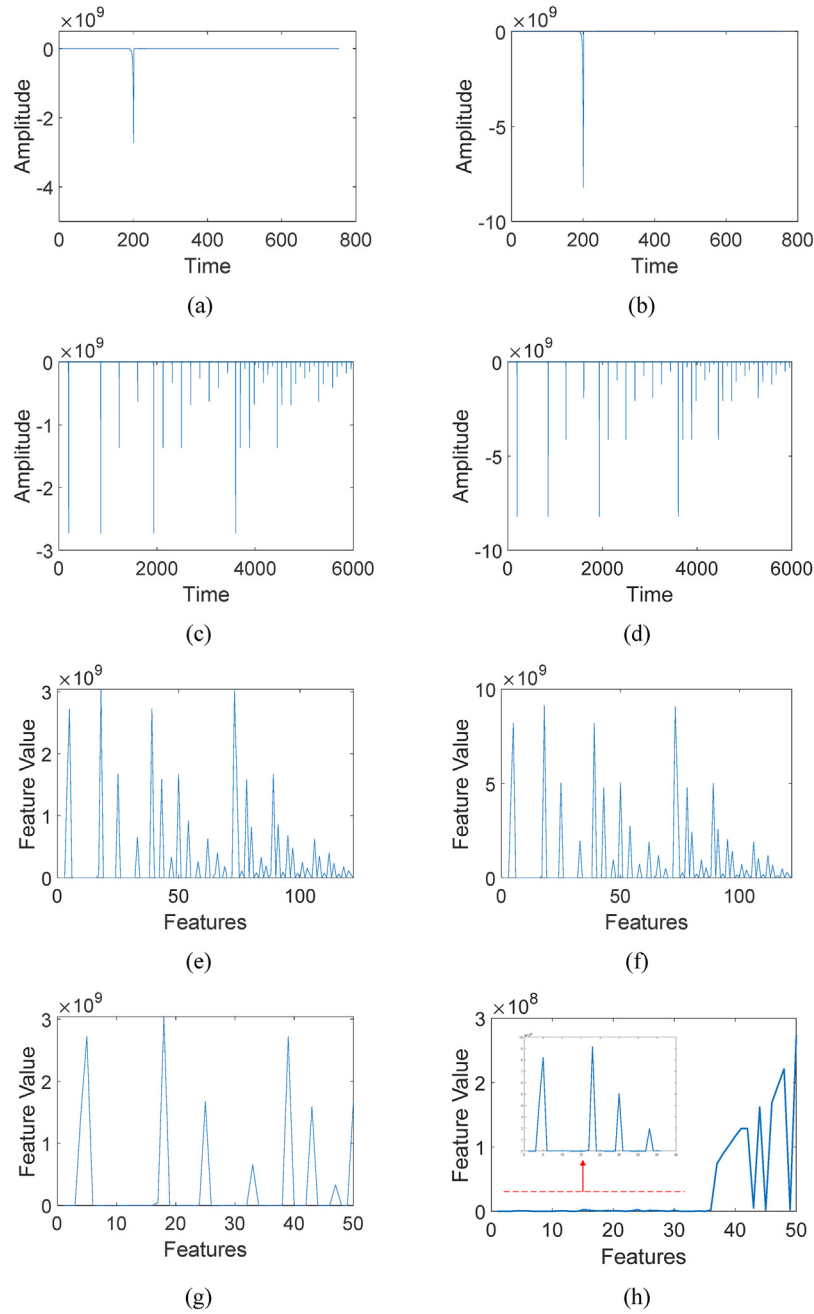 ×10⁹ ×10⁹
0 0
Amplitude -2 Amplitude -5
-4 -10
0 200 400 600 800 0 200 400 600 800
Time Time
(a) (b)
×10⁹ ×10⁹
0 0
-1
Amplitude Amplitude -5
-2
-3 -10
0 2000 4000 6000 0 2000 4000 6000
Time Time
(c) (d)
×10⁹ ×10⁹
3 10
2
Feature Value Feature Value 5
1
0 0
0 50 100 0 50 100
Features Features
(e) (f)
×10⁹ ×10⁸
3 3
2 2
Feature Value Feature Value
1 1
0 0
0 10 20 30 40 50 0 10 20 30 40 50
Features Features
(g) (h)